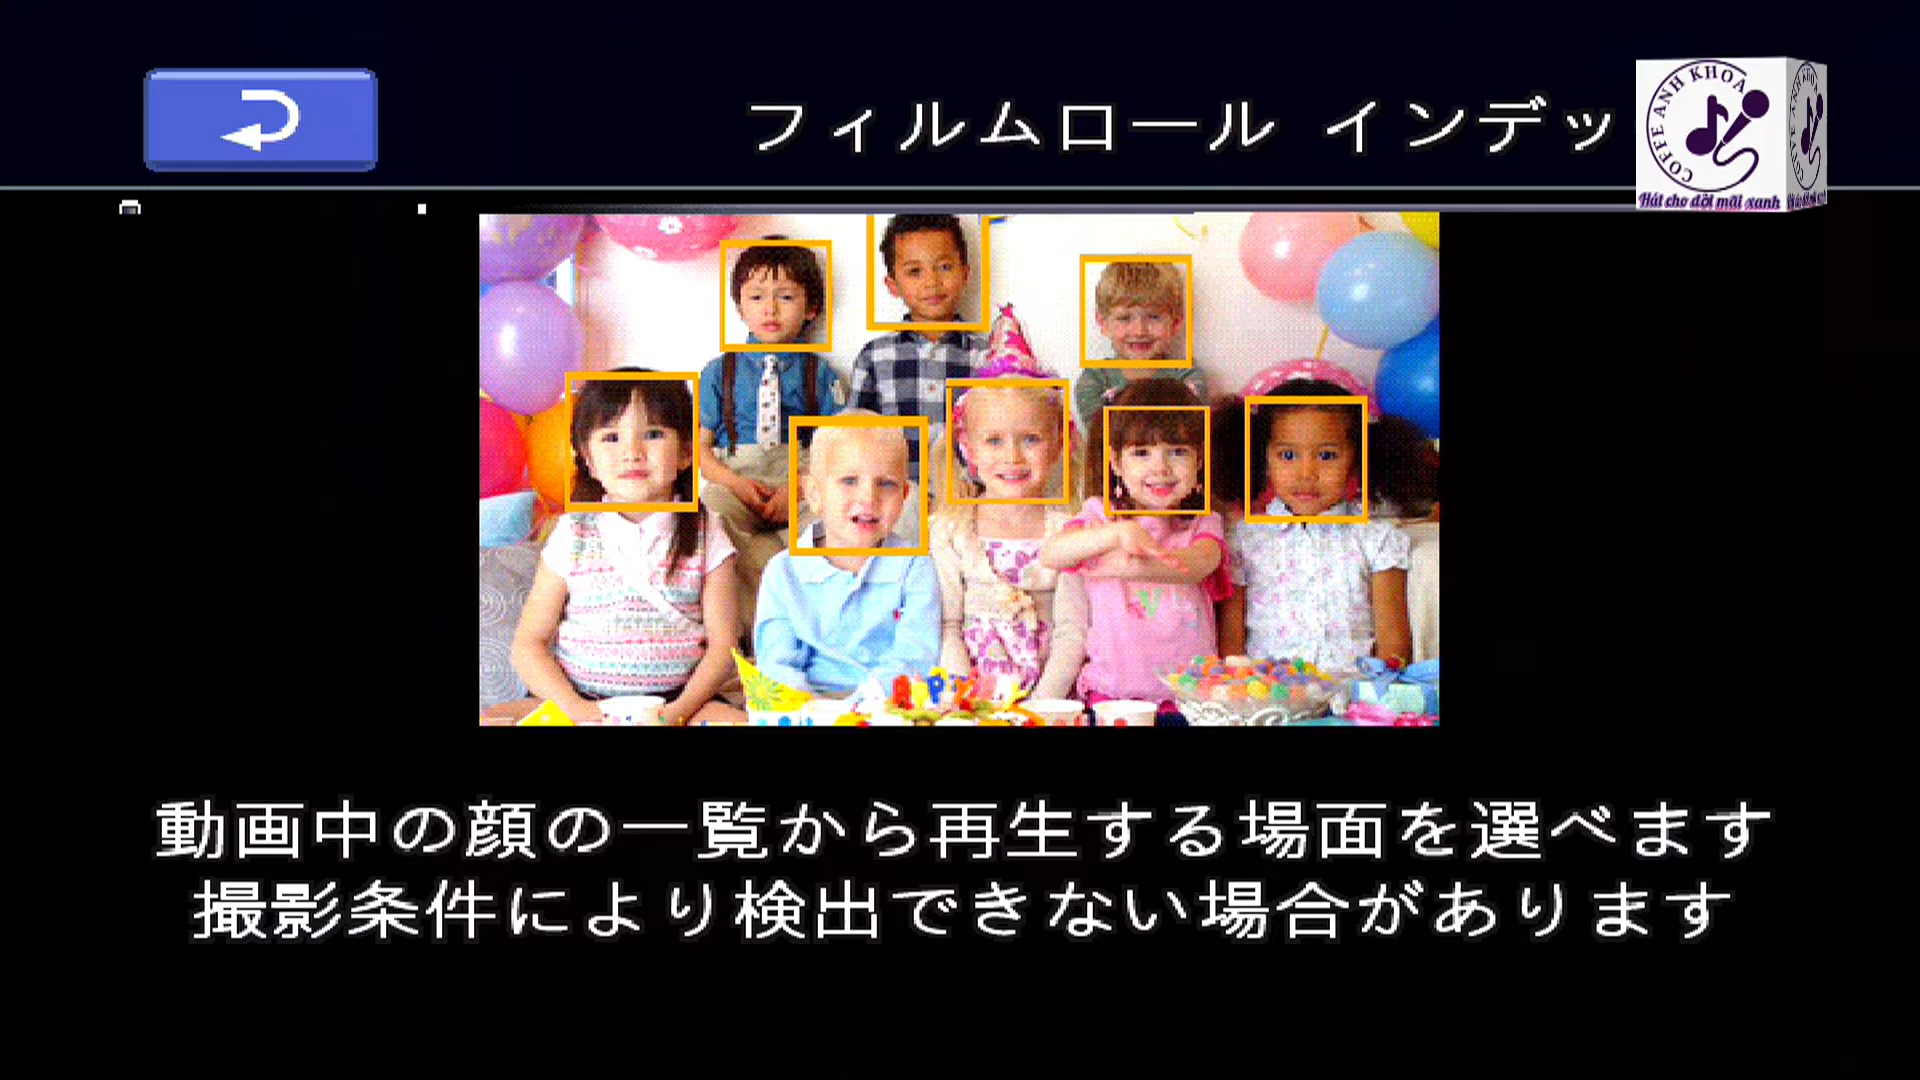 フィルムロール インデッ
COFFEE ANH KHOA
Hát cho đời mãi xanh
動画中の顔の一覧から再生する場面を選べます
撮影条件により検出できない場合があります